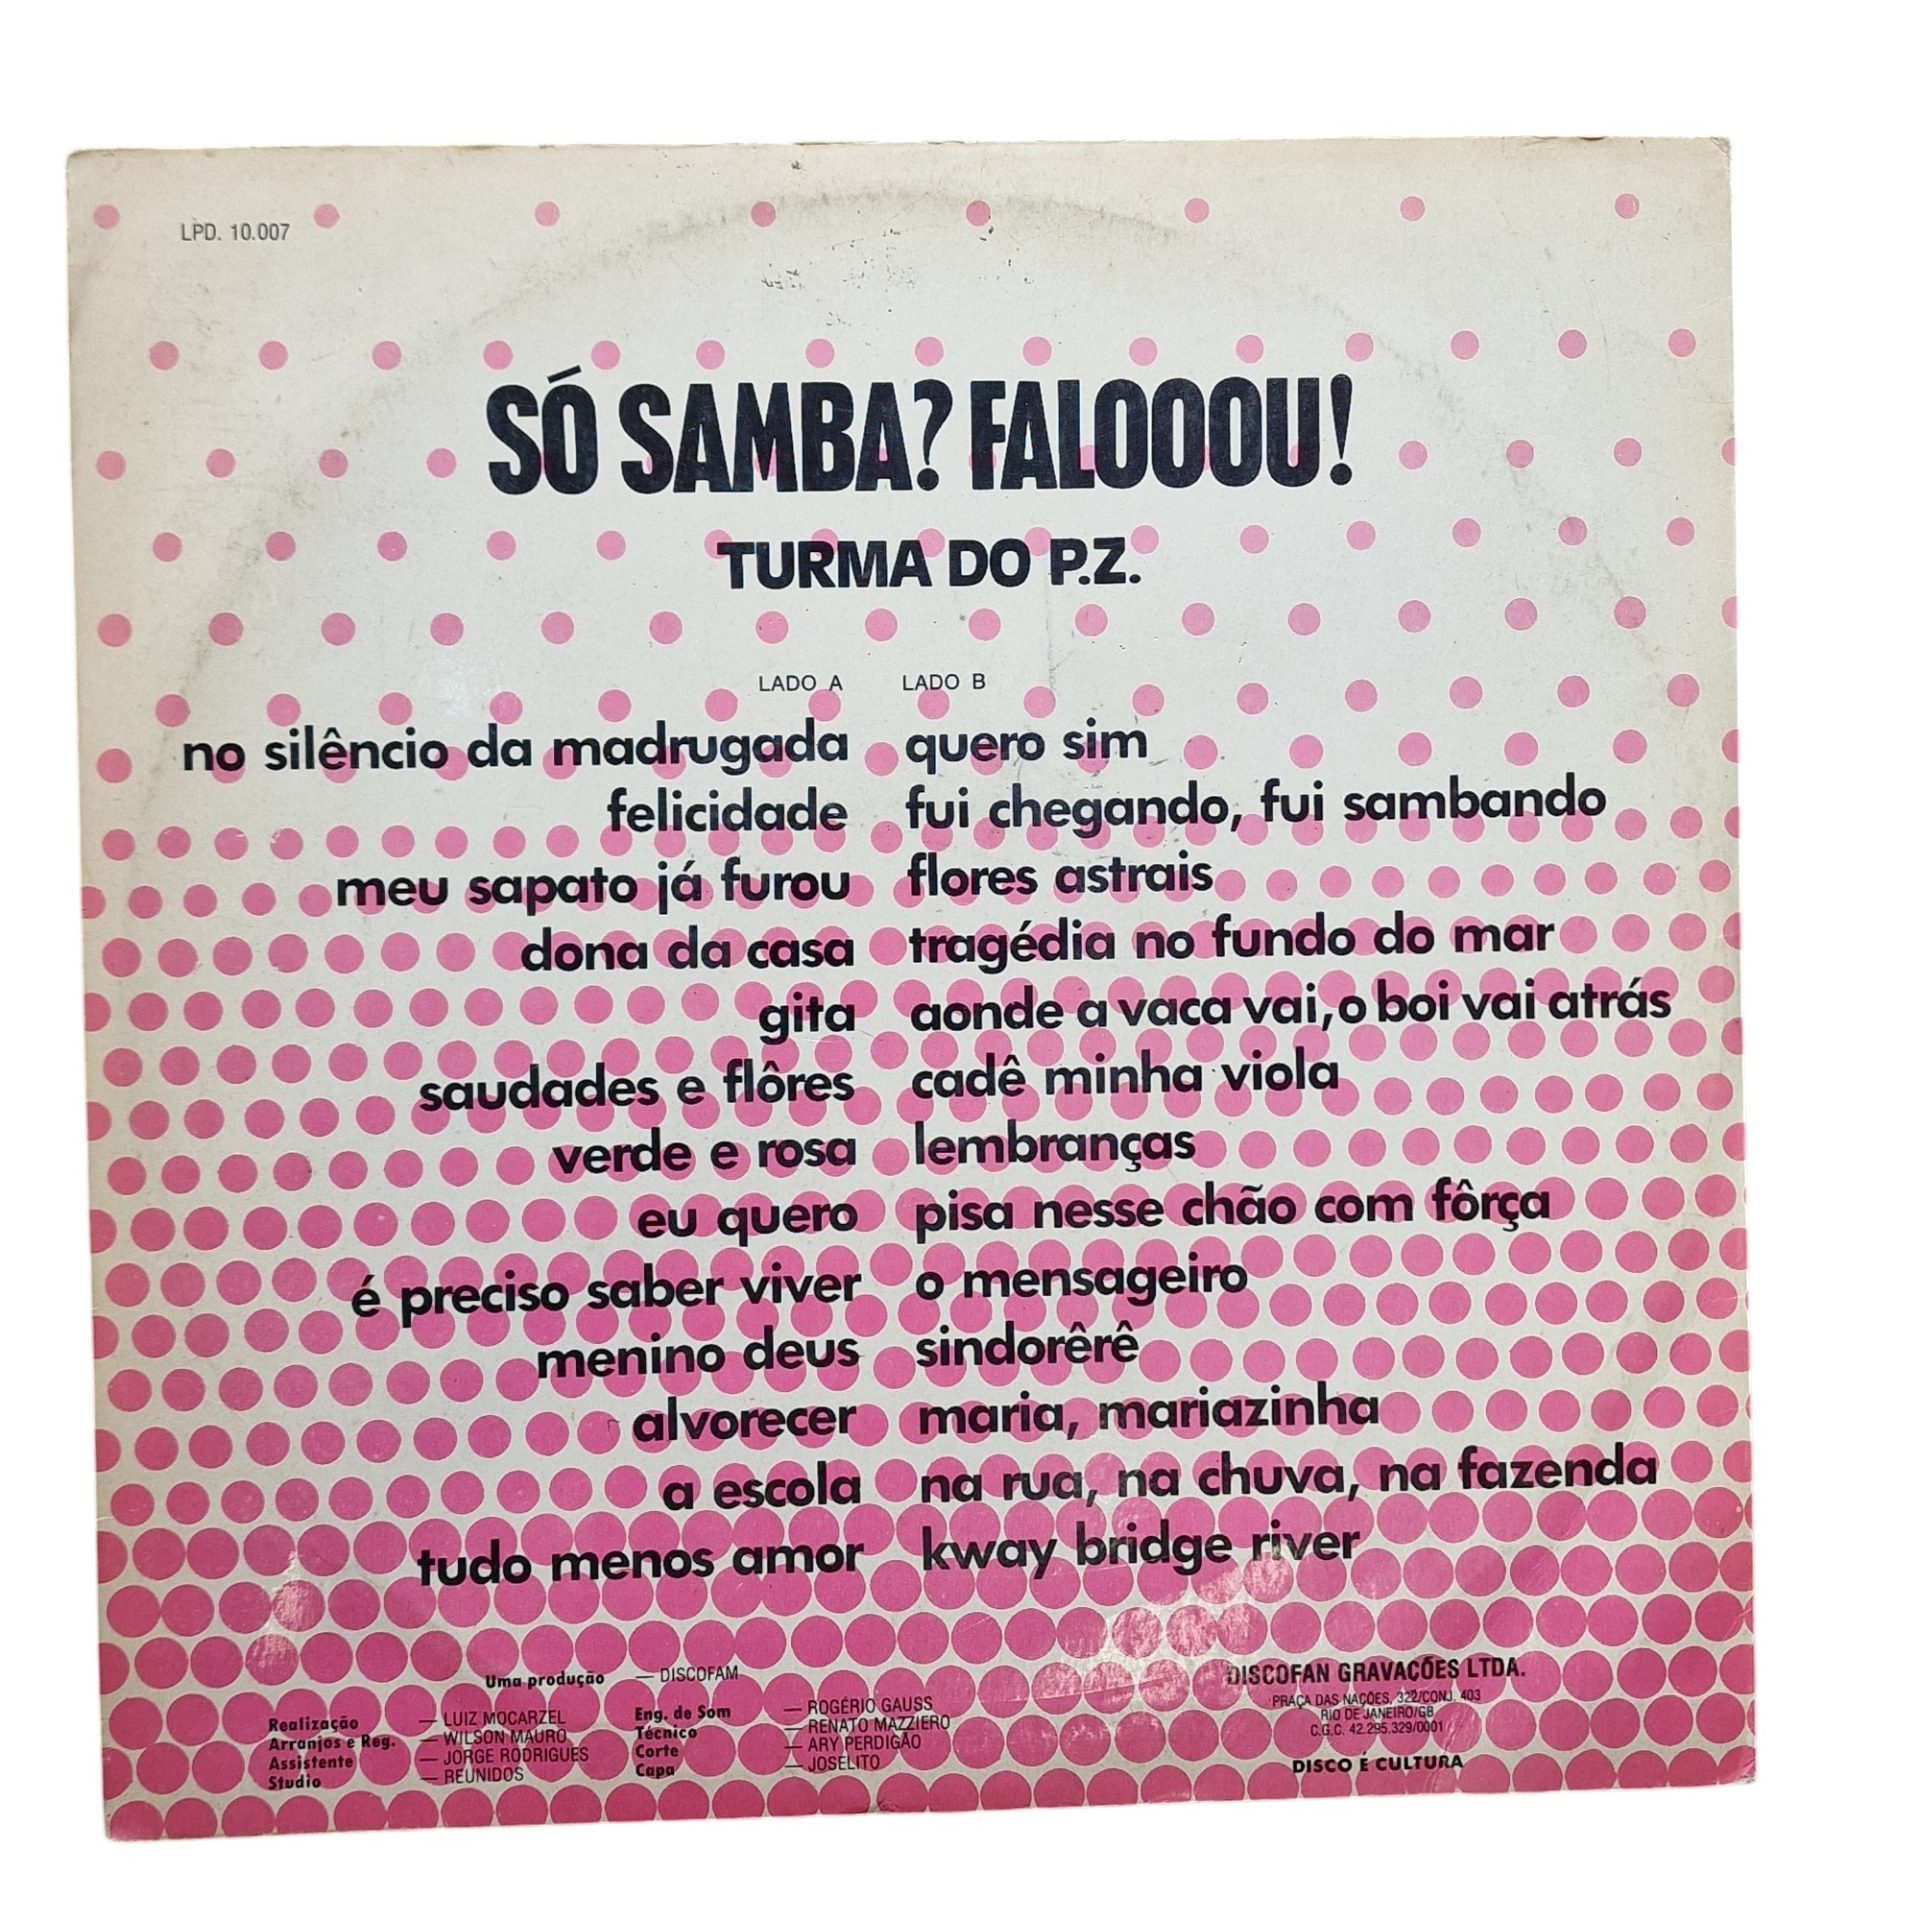 LPD. 10.007
SÓ SAMBA? FALOOOU!
TURMA DO P.Z.
LADO A
no silêncio da madrugada
felicidade
meu sapato já furou
dona da casa
gita
saudades e flôres
verde e rosa
eu quero
é preciso saber viver
menino deus
alvorecer
a escola
tudo menos amor
LADO B
quero sim
fui chegando, fui sambando
flores astrais
tragédia no fundo do mar
aonde a vaca vai, o boi vai atrás
cadê minha viola
lembranças
pisa nesse chão com fôrça
o mensageiro
sindorêrê
maria, mariazinha
na rua, na chuva, na fazenda
kway bridge river
Uma produção — DISCOFAM
Realização — LUIZ MOCARZEL
Arranjos e Reg. — WILSON MAURO
Assistente — JORGE RODRIGUES
Studio — REUNIDOS
Eng. de Som — ROGÉRIO GAUSS
Técnico — RENATO MAZZIERO
Corte — ARY PERDIGÃO
Capa — JOSELITO
DISCOFAN GRAVAÇÕES LTDA.
PRAÇA DAS NAÇÕES, 322/CONJ. 403
RIO DE JANEIRO/GB
C.G.C. 42.295.329/0001
DISCO É CULTURA